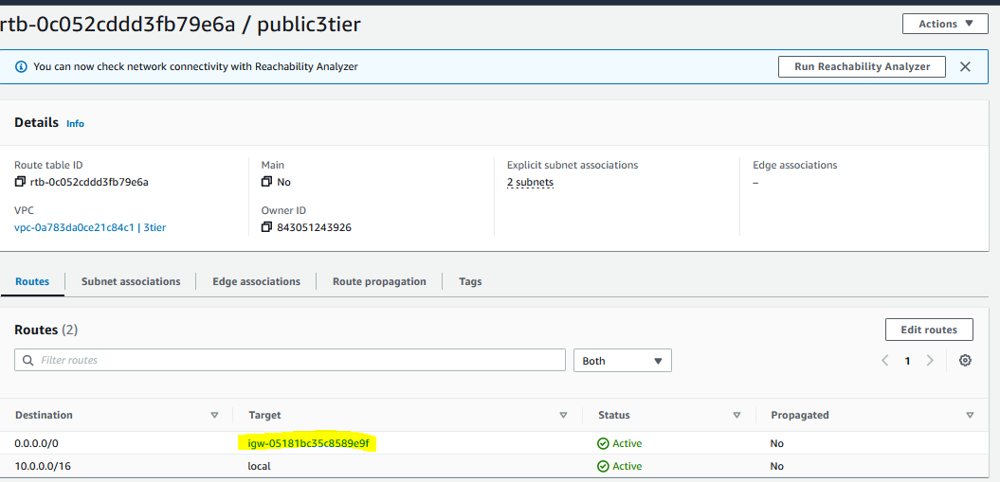 rtb-0c052cddd3fb79e6a / public3tier
Actions
You can now check network connectivity with Reachability Analyzer
Run Reachability Analyzer
Details Info
Route table ID
rtb-0c052cddd3fb79e6a
Main
No
Explicit subnet associations
2 subnets
Edge associations
–
VPC
vpc-0a783da0ce21c84c1 | 3tier
Owner ID
843051243926
Routes Subnet associations Edge associations Route propagation Tags
Routes (2)
Edit routes
Filter routes
Both
1
Destination Target Status Propagated
0.0.0.0/0 igw-05181bc35c8589e9f Active No
10.0.0.0/16 local Active No